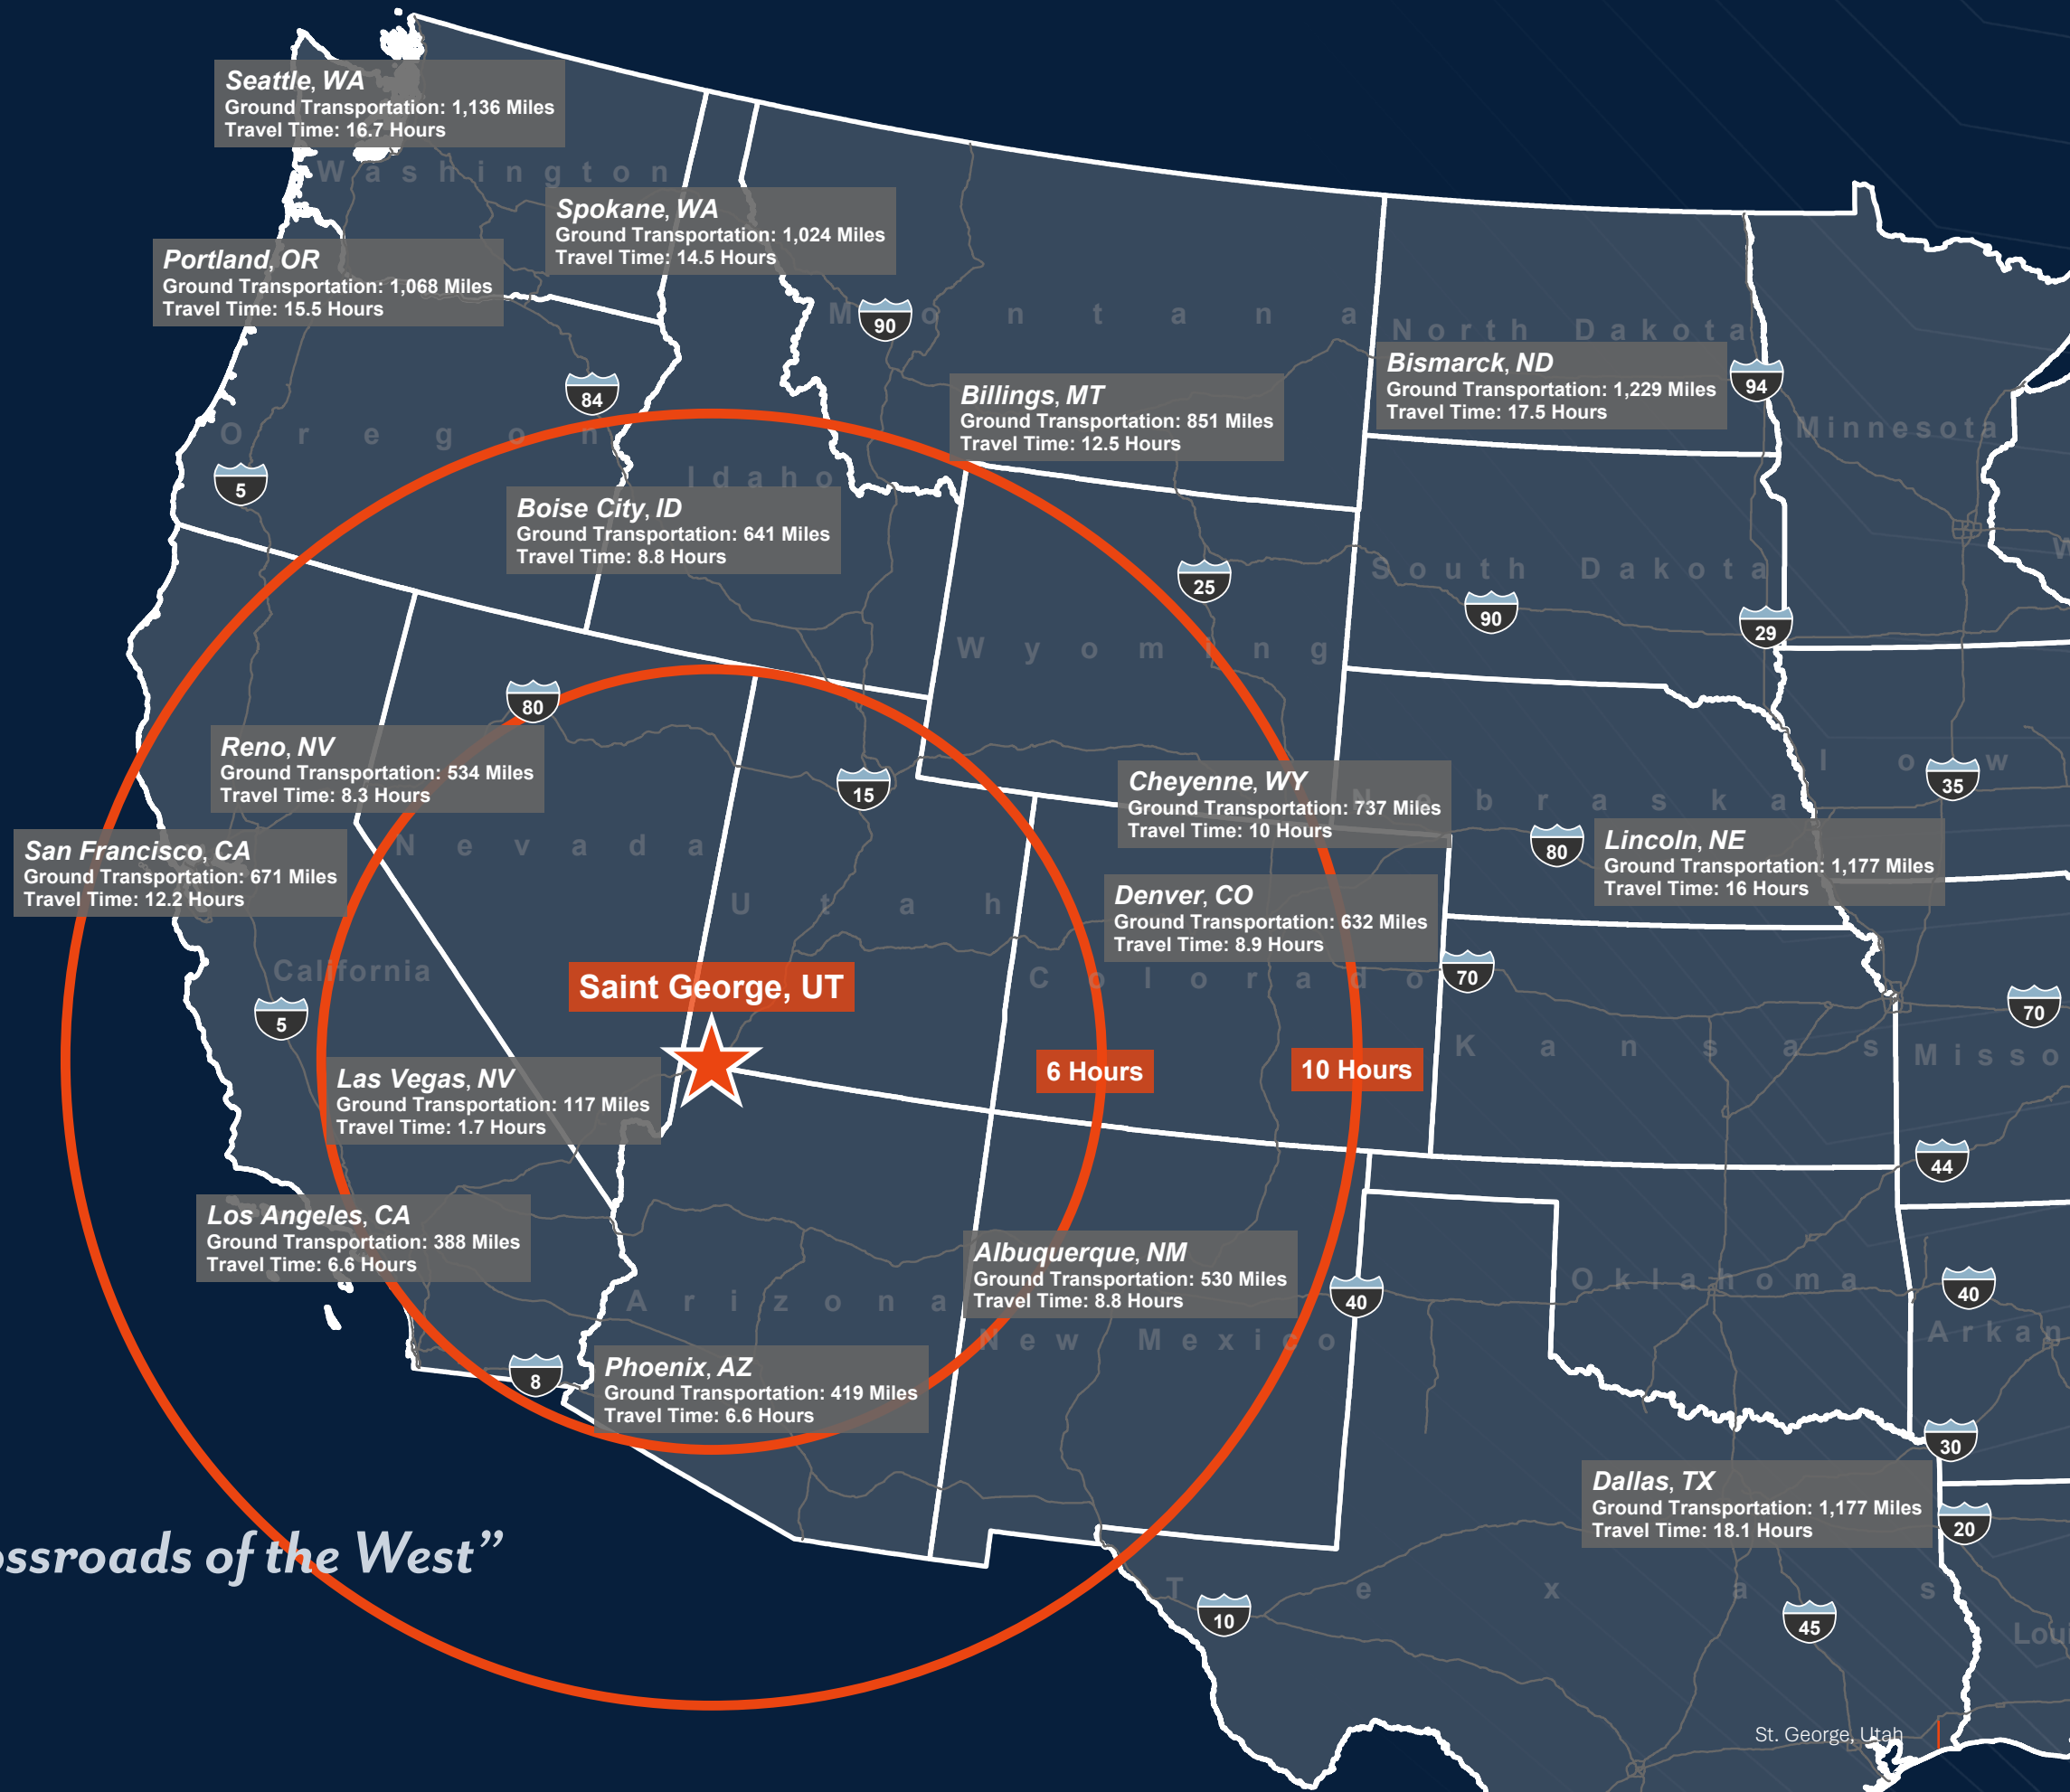 Seattle, WA
Ground Transportation: 1,136 Miles
Travel Time: 16.7 Hours
Washington
Spokane, WA
Ground Transportation: 1,024 Miles
Travel Time: 14.5 Hours
Portland, OR
Ground Transportation: 1,068 Miles
Travel Time: 15.5 Hours
Montana
90
North Dakota
Bismarck, ND
Ground Transportation: 1,229 Miles
Travel Time: 17.5 Hours
94
Billings, MT
Ground Transportation: 851 Miles
Travel Time: 12.5 Hours
84
Oregon
Minnesota
5
Idaho
Boise City, ID
Ground Transportation: 641 Miles
Travel Time: 8.8 Hours
25
South Dakota
90
29
Wyoming
80
Reno, NV
Ground Transportation: 534 Miles
Travel Time: 8.3 Hours
15
Cheyenne, WY
Ground Transportation: 737 Miles
Travel Time: 10 Hours
Nebraska
Iow
35
80
Lincoln, NE
Ground Transportation: 1,177 Miles
Travel Time: 16 Hours
San Francisco, CA
Ground Transportation: 671 Miles
Travel Time: 12.2 Hours
Nevada
Utah
Denver, CO
Ground Transportation: 632 Miles
Travel Time: 8.9 Hours
Colorado
70
70
California
5
Saint George, UT
6 Hours
10 Hours
Kansas
Misso
Las Vegas, NV
Ground Transportation: 117 Miles
Travel Time: 1.7 Hours
44
Los Angeles, CA
Ground Transportation: 388 Miles
Travel Time: 6.6 Hours
Albuquerque, NM
Ground Transportation: 530 Miles
Travel Time: 8.8 Hours
40
Oklahoma
40
Arizona
New Mexico
Arkan
8
Phoenix, AZ
Ground Transportation: 419 Miles
Travel Time: 6.6 Hours
30
Dallas, TX
Ground Transportation: 1,177 Miles
Travel Time: 18.1 Hours
20
ossroads of the West”
Texas
10
45
Lou
St. George, Utah